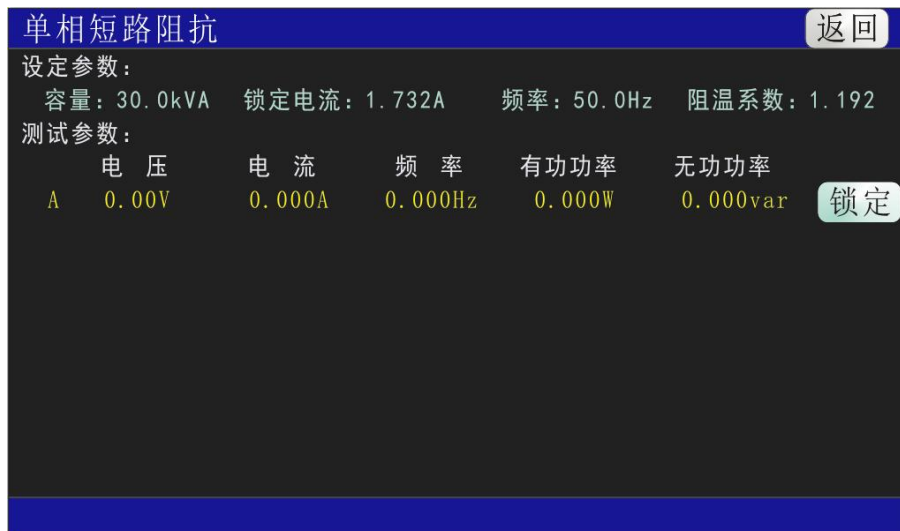 单相短路阻抗 返回
设定参数：
容量：30.0kVA 锁定电流：1.732A 频率：50.0Hz 阻温系数：1.192
测试参数：
电 压 电 流 频 率 有功功率 无功功率
A 0.00V 0.000A 0.000Hz 0.000W 0.000var 锁定